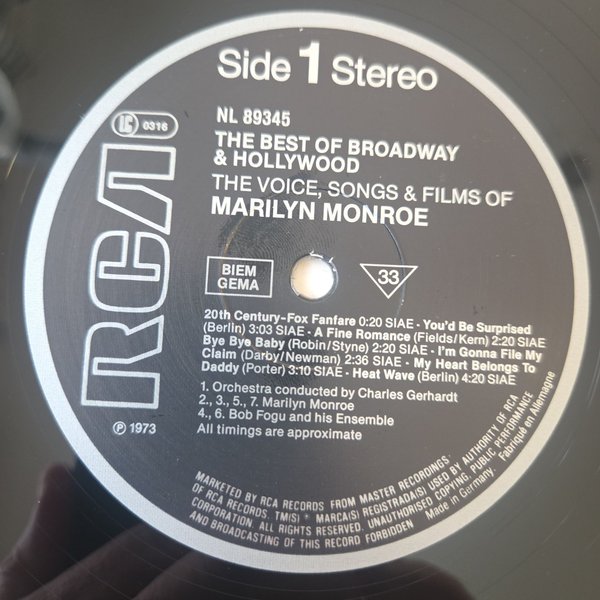 Side 1 Stereo
NL 89345
LC 0316
THE BEST OF BROADWAY
& HOLLYWOOD
THE VOICE, SONGS & FILMS OF
MARILYN MONROE
RCA
BIEM
GEMA
33
20th Century-Fox Fanfare 0:20 SIAE - You'd Be Surprised
(Berlin) 3:03 SIAE - A Fine Romance (Fields/Kern) 2:20 SIAE
Bye Bye Baby (Robin/Styne) 2:20 SIAE - I'm Gonna File My
Claim (Darby/Newman) 2:36 SIAE - My Heart Belongs To
Daddy (Porter) 3:10 SIAE - Heat Wave (Berlin) 4:20 SIAE
1. Orchestra conducted by Charles Gerhardt
2., 3., 5., 7. Marilyn Monroe
4., 6. Bob Fogu and his Ensemble
All timings are approximate
℗ 1973
MARKETED BY RCA RECORDS FROM MASTER RECORDINGS.
OF RCA RECORDS, TM(S) ® MARCA(S) REGISTRADA(S) USED BY AUTHORITY OF RCA
CORPORATION. ALL RIGHTS RESERVED. UNAUTHORISED COPYING, PUBLIC PERFORMANCE
AND BROADCASTING OF THIS RECORD FORBIDDEN
Made in Germany. Fabriqué en Allemagne